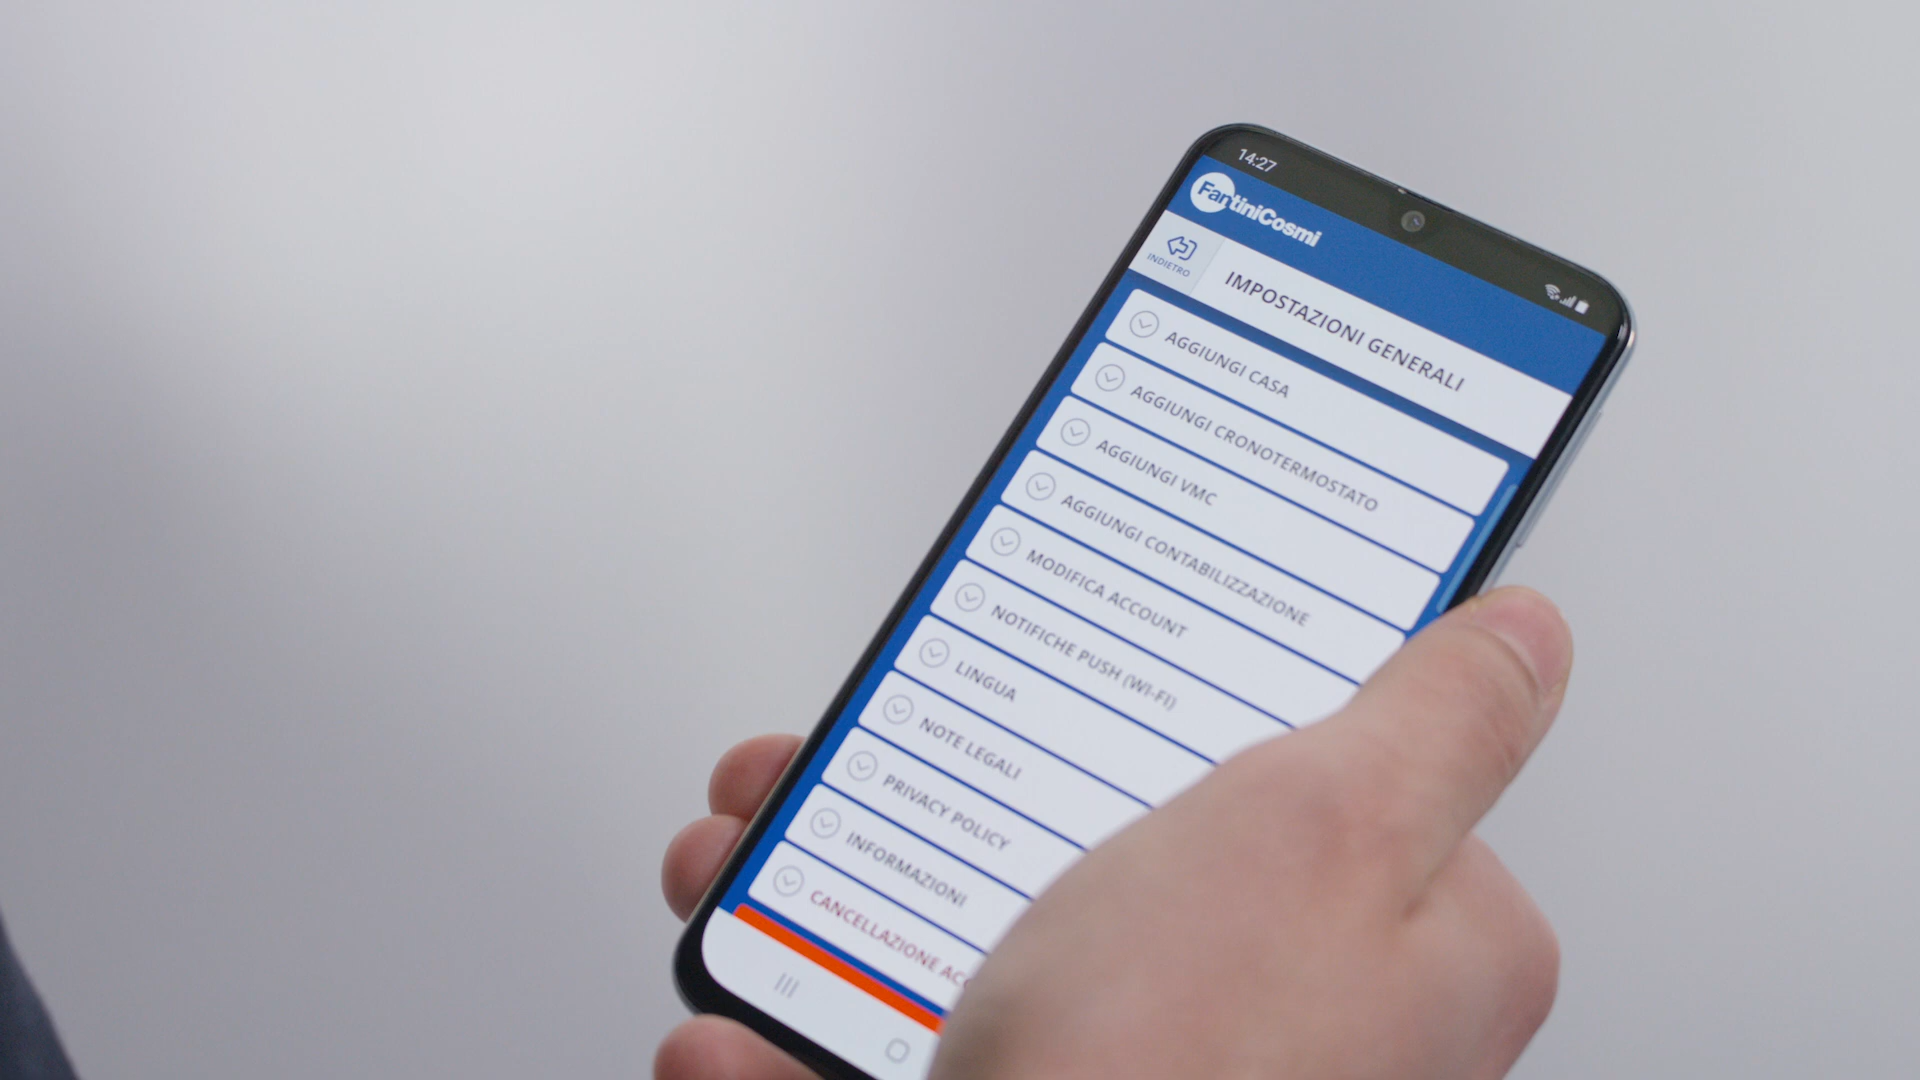 14:27
FantiniCosmi
INDIETRO
IMPOSTAZIONI GENERALI
AGGIUNGI CASA
AGGIUNGI CRONOTERMOSTATO
AGGIUNGI VMC
AGGIUNGI CONTABILIZZAZIONE
MODIFICA ACCOUNT
NOTIFICHE PUSH (WI-FI)
LINGUA
NOTE LEGALI
PRIVACY POLICY
INFORMAZIONI
CANCELLAZIONE